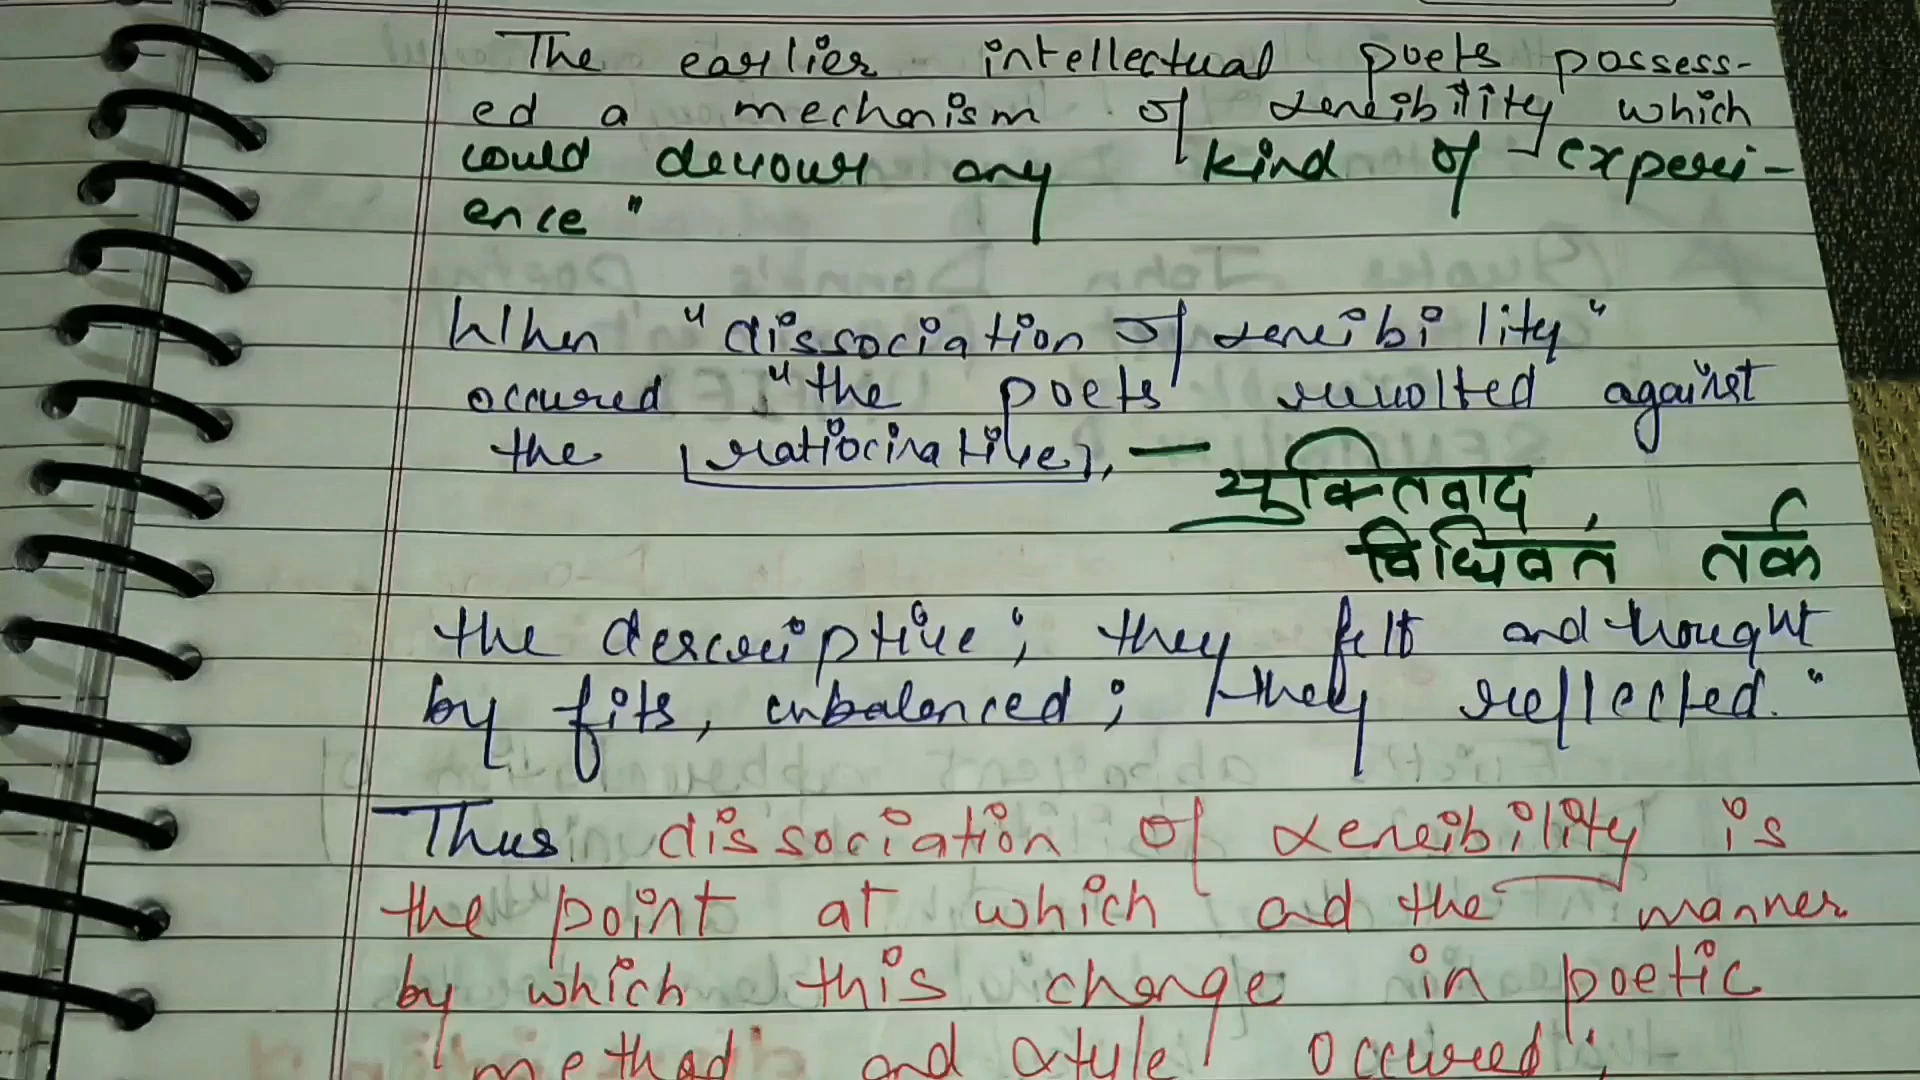 The earlier intellectual poets possess-
ed a mechanism of sensibility which
could devour any kind of experi-
ence"
When "dissociation of sensibility"
occured "the poets revolted against
the ratiocinative, —
युक्तिवाद,
विधिवत तर्क
the descriptive; they felt and thought
by fits, unbalanced; they reflected."
Thus dissociation of sensibility is
the point at which and the manner
by which this change in poetic
method and style occured;